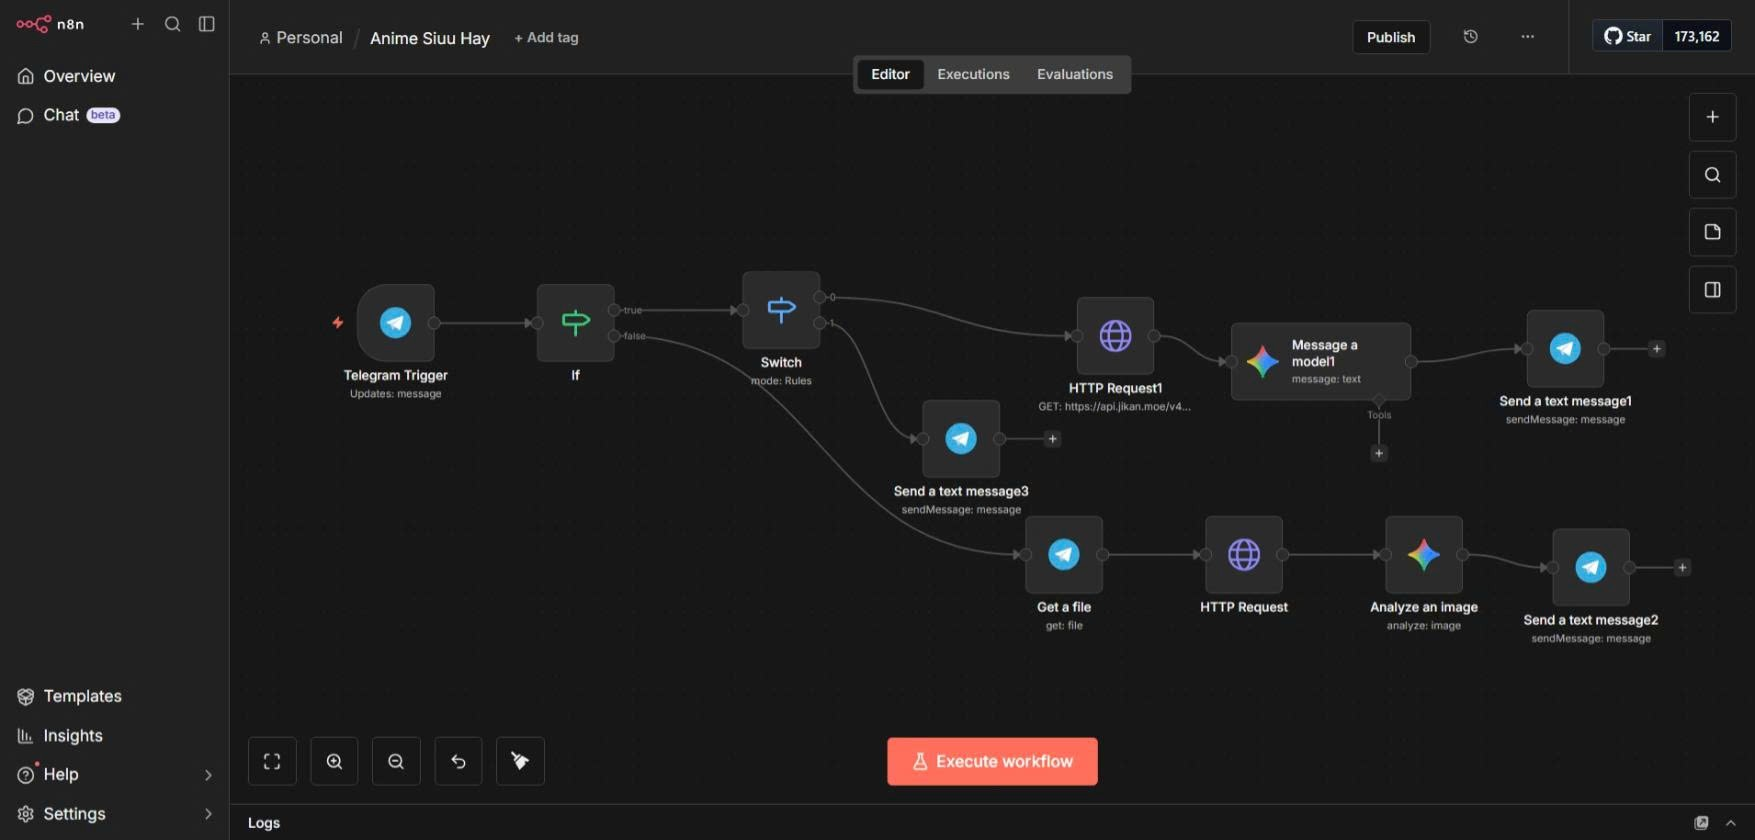 n8n
Personal / Anime Siuu Hay + Add tag
Publish
Star 173,162
Overview
Chat beta
Editor Executions Evaluations
Telegram Trigger
Updates: message
true
false
If
0
1
Switch
mode: Rules
HTTP Request1
GET: https://api.jikan.moe/v4...
Message a
model1
message: text
Tools
Send a text message1
sendMessage: message
Send a text message3
sendMessage: message
Get a file
get: file
HTTP Request
Analyze an image
analyze: image
Send a text message2
sendMessage: message
Templates
Insights
Help
Settings
Execute workflow
Logs